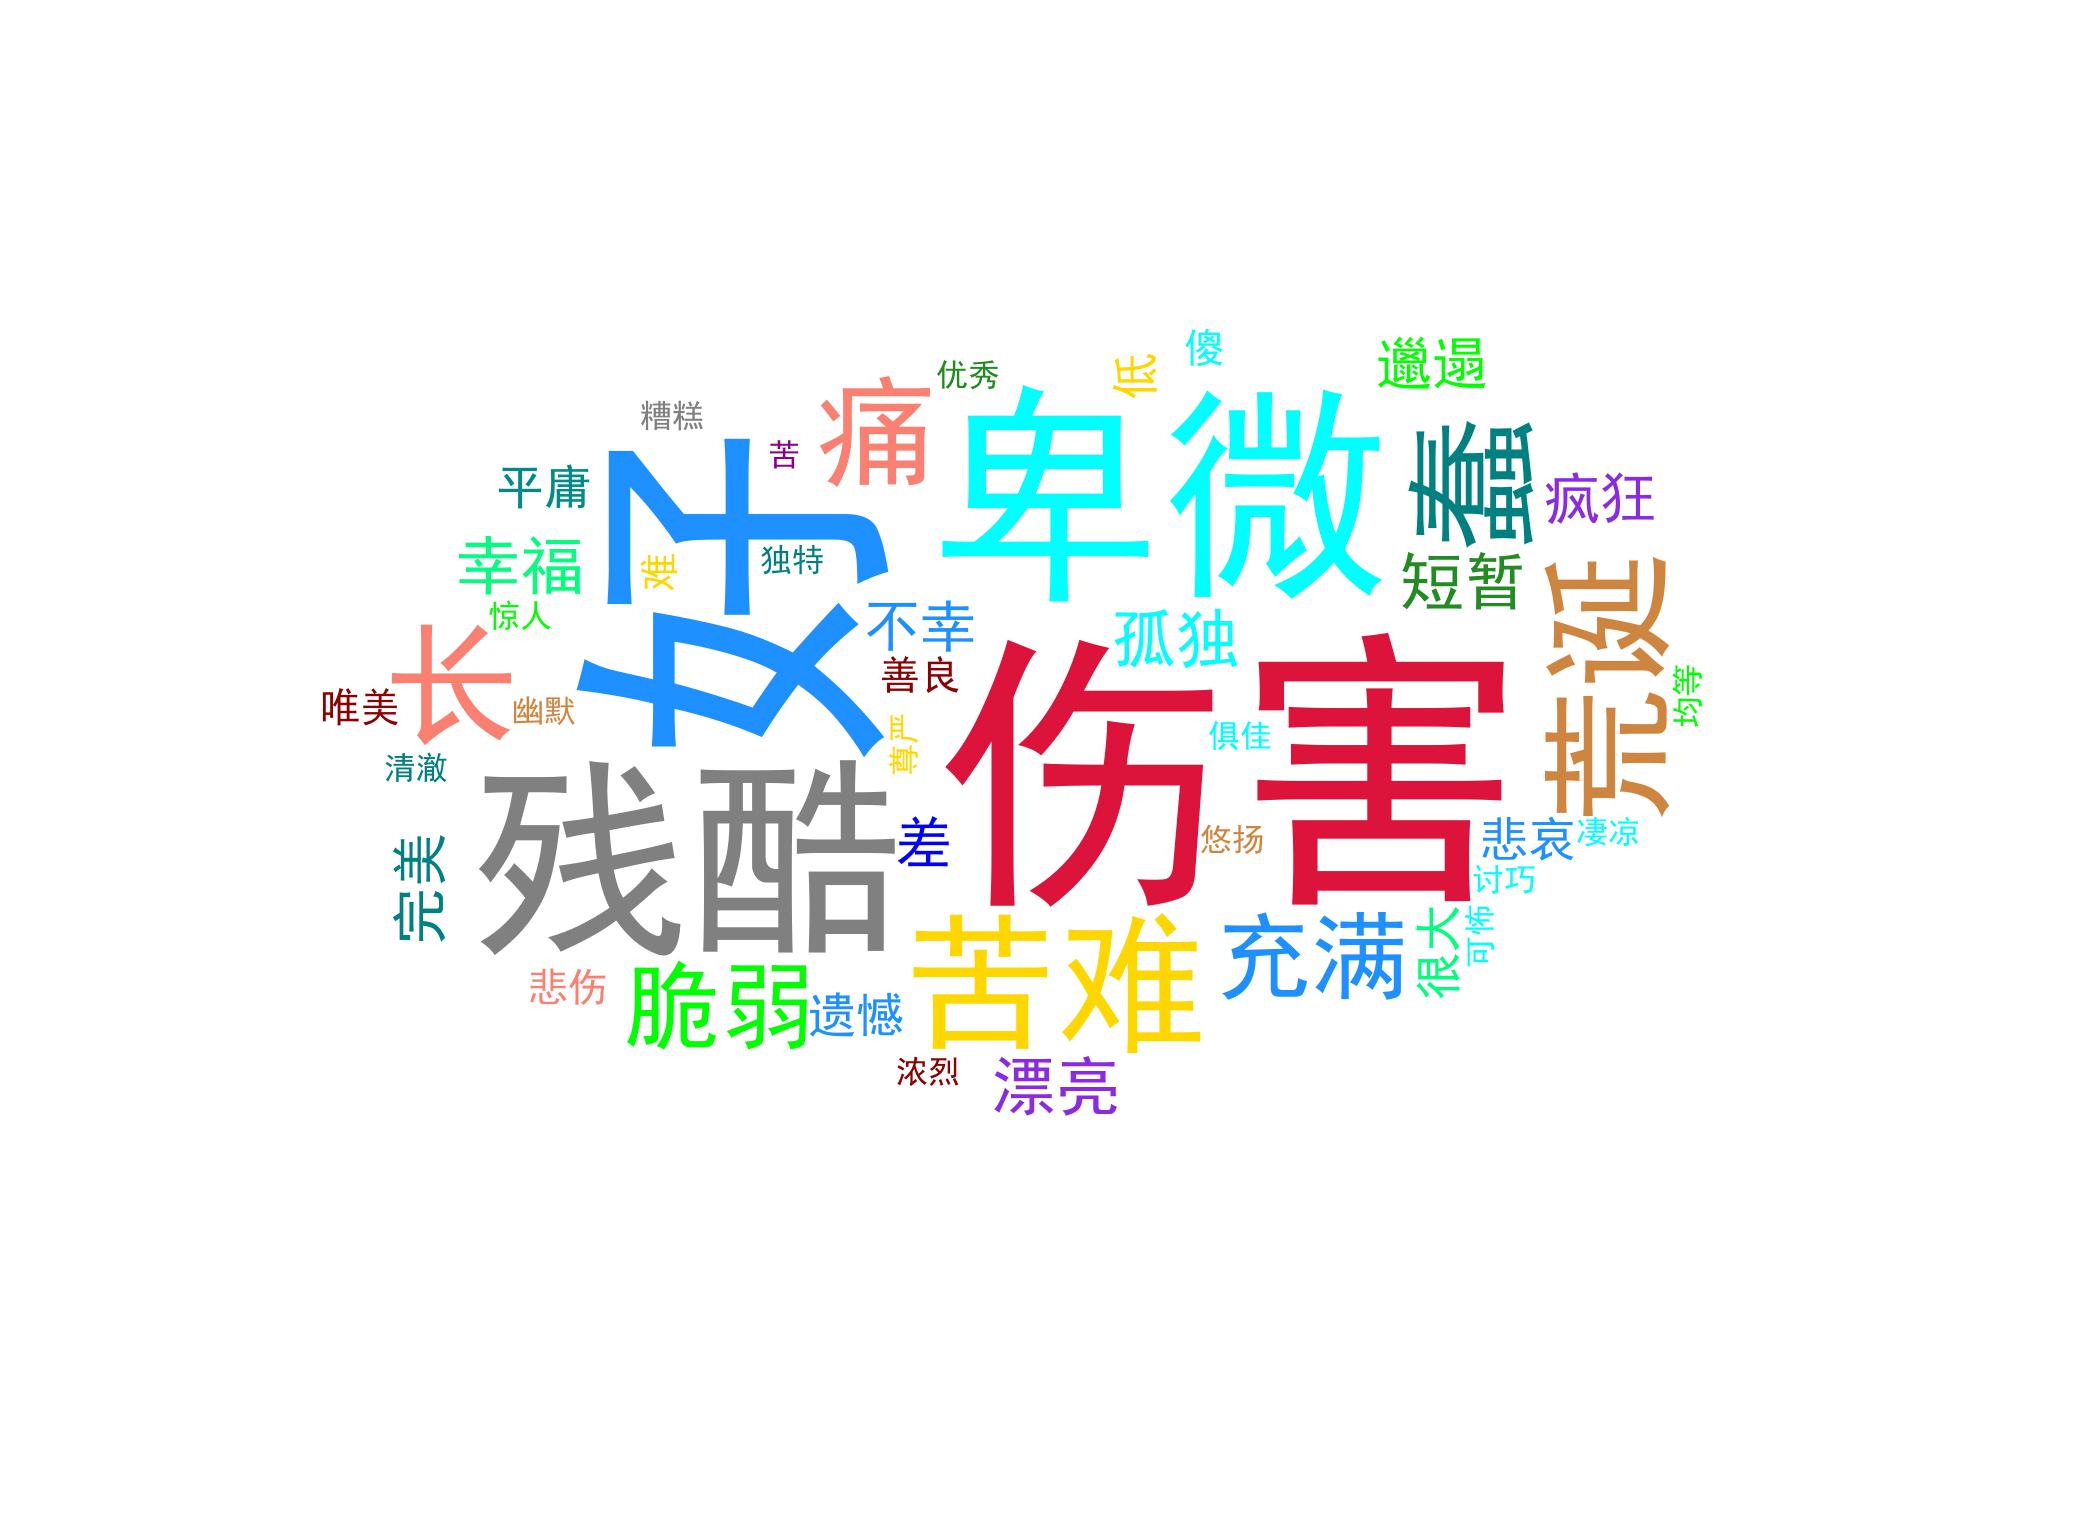 傻
低
邋遢
优秀
糟糕
痛
卑微
苦
蠢
平庸
疯狂
好
幸福
难
独特
短暂
惊人
不幸
孤独
荒诞
长
善良
唯美
幽默
均等
伤害
俱佳
尊严
清澈
残酷
差
悠扬
悲哀
凄凉
完美
讨巧
苦难
充满
很大
可怖
悲伤
脆弱
遗憾
浓烈
漂亮